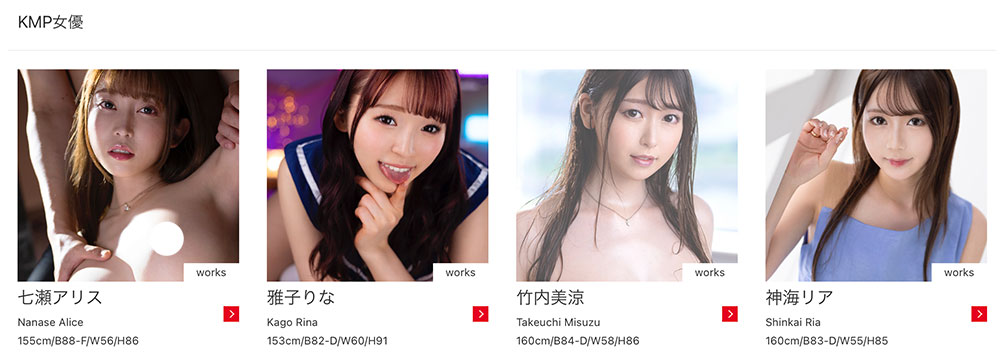 KMP女優
works
works
works
works
七瀬アリス
雅子りな
竹内美涼
神海リア
Nanase Alice
Kago Rina
Takeuchi Misuzu
Shinkai Ria
155cm/B88-F/W56/H86
153cm/B82-D/W60/H91
160cm/B84-D/W58/H86
160cm/B83-D/W55/H85